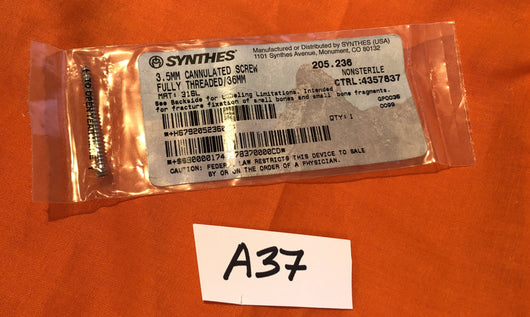 SYNTHES®
Manufactured or Distributed by SYNTHES (USA)
1101 Synthes Avenue, Monument, CO 80132
3.5MM CANNULATED SCREW
FULLY THREADED/36MM
MAT: 316L
205.236
NONSTERILE
CTRL:4357837
See Backside for Labeling Limitations. Intended
for fracture fixation of small bones and small bone fragments.
GP0036
0099
QTY: 1
CAUTION: FEDERAL LAW RESTRICTS THIS DEVICE TO SALE
BY OR ON THE ORDER OF A PHYSICIAN.
A37